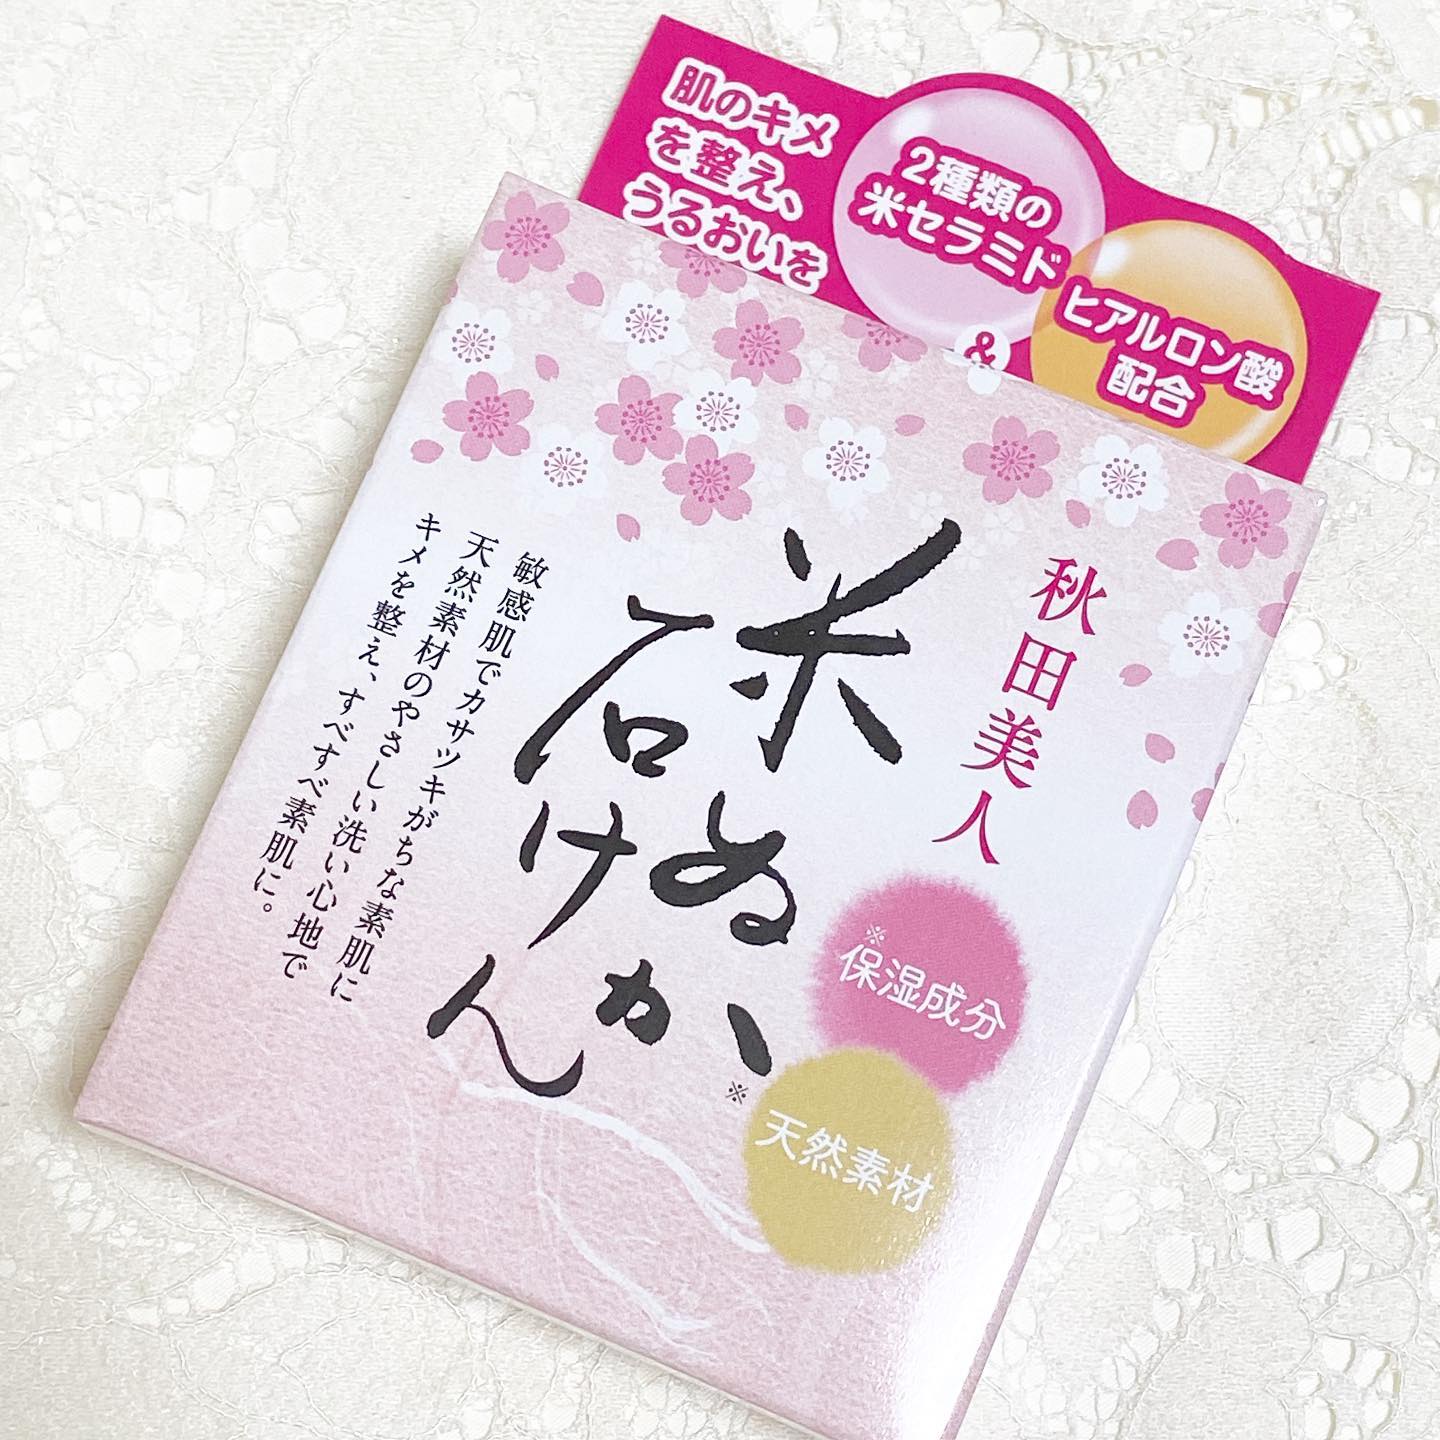 肌のキメ
を整え、
うるおいを
2種類の
米セラミド
&
ヒアルロン酸
配合
秋田美人
米ぬか
石けん
※
敏感肌でカサツキがちな素肌に
天然素材のやさしい洗い心地で
キメを整え、すべすべ素肌に。
※
保湿成分
天然素材